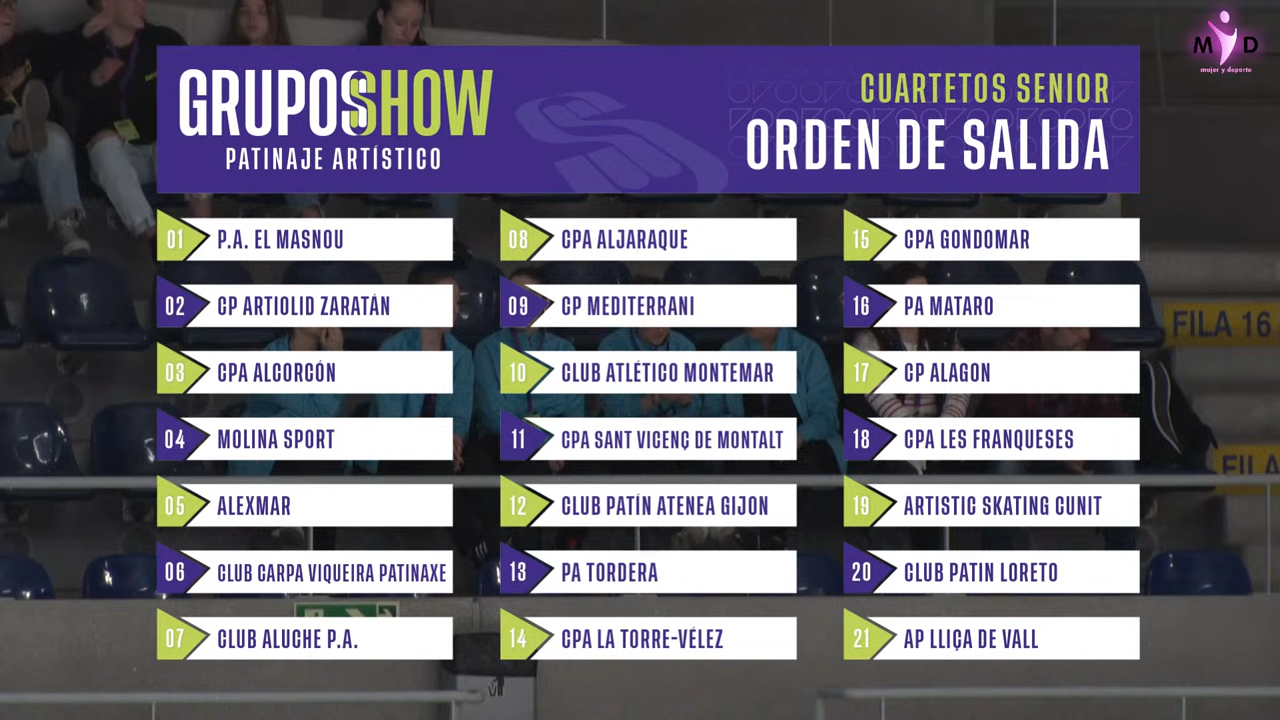 M D
mujer y deporte
GRUPOSSHOW
PATINAJE ARTÍSTICO
CUARTETOS SENIOR
ORDEN DE SALIDA
01 P.A. EL MASNOU
02 CP ARTIOLID ZARATÁN
03 CPA ALCORCÓN
04 MOLINA SPORT
05 ALEXMAR
06 CLUB CARPA VIQUEIRA PATINAXE
07 CLUB ALUCHE P.A.
08 CPA ALJARAQUE
09 CP MEDITERRANI
10 CLUB ATLÉTICO MONTEMAR
11 CPA SANT VICENÇ DE MONTALT
12 CLUB PATÍN ATENEA GIJON
13 PA TORDERA
14 CPA LA TORRE-VÉLEZ
15 CPA GONDOMAR
16 PA MATARO
17 CP ALAGON
18 CPA LES FRANQUESES
19 ARTISTIC SKATING CUNIT
20 CLUB PATIN LORETO
21 AP LLIÇA DE VALL
FILA 16
FILA